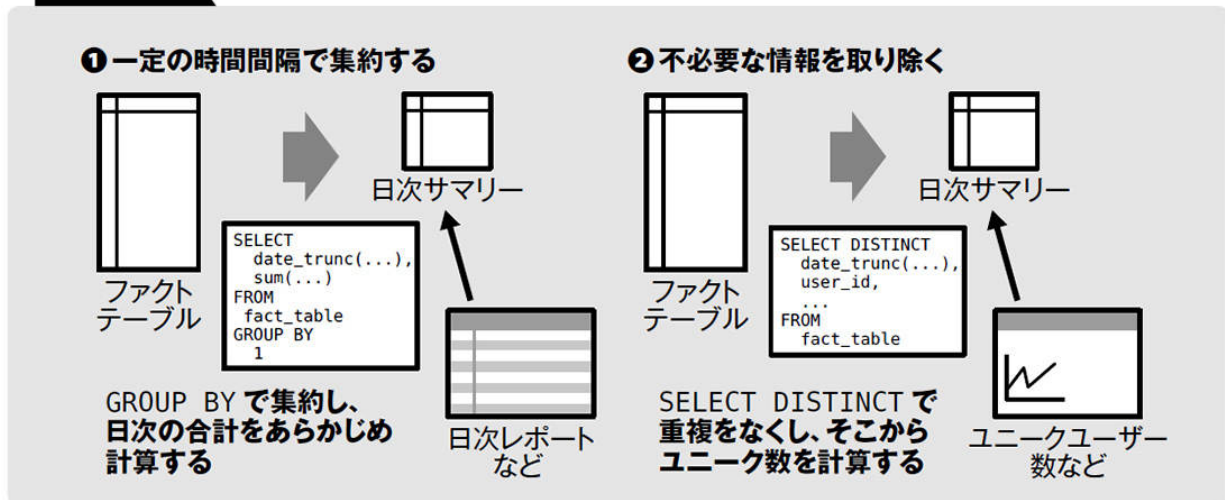 ❶一定の時間間隔で集約する
日次サマリー
SELECT
date_trunc(...),
sum(...)
FROM
fact_table
GROUP BY
1
ファクト
テーブル
GROUP BY で集約し、
日次の合計をあらかじめ
計算する
日次レポート
など
❷不必要な情報を取り除く
日次サマリー
SELECT DISTINCT
date_trunc(...),
user_id,
...
FROM
fact_table
ファクト
テーブル
SELECT DISTINCT で
重複をなくし、そこから
ユニーク数を計算する
ユニークユーザー
数など